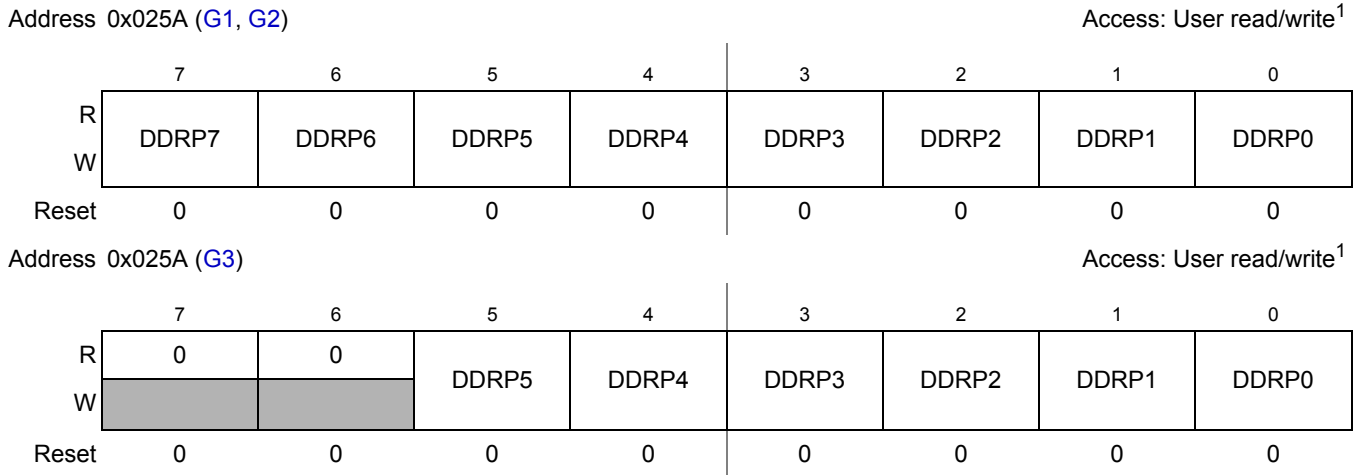 Address 0x025A (G1, G2) Access: User read/write1
7 6 5 4 3 2 1 0
R
DDRP7 DDRP6 DDRP5 DDRP4 DDRP3 DDRP2 DDRP1 DDRP0
W
Reset 0 0 0 0 0 0 0 0
Address 0x025A (G3) Access: User read/write1
7 6 5 4 3 2 1 0
R 0 0
DDRP5 DDRP4 DDRP3 DDRP2 DDRP1 DDRP0
W
Reset 0 0 0 0 0 0 0 0